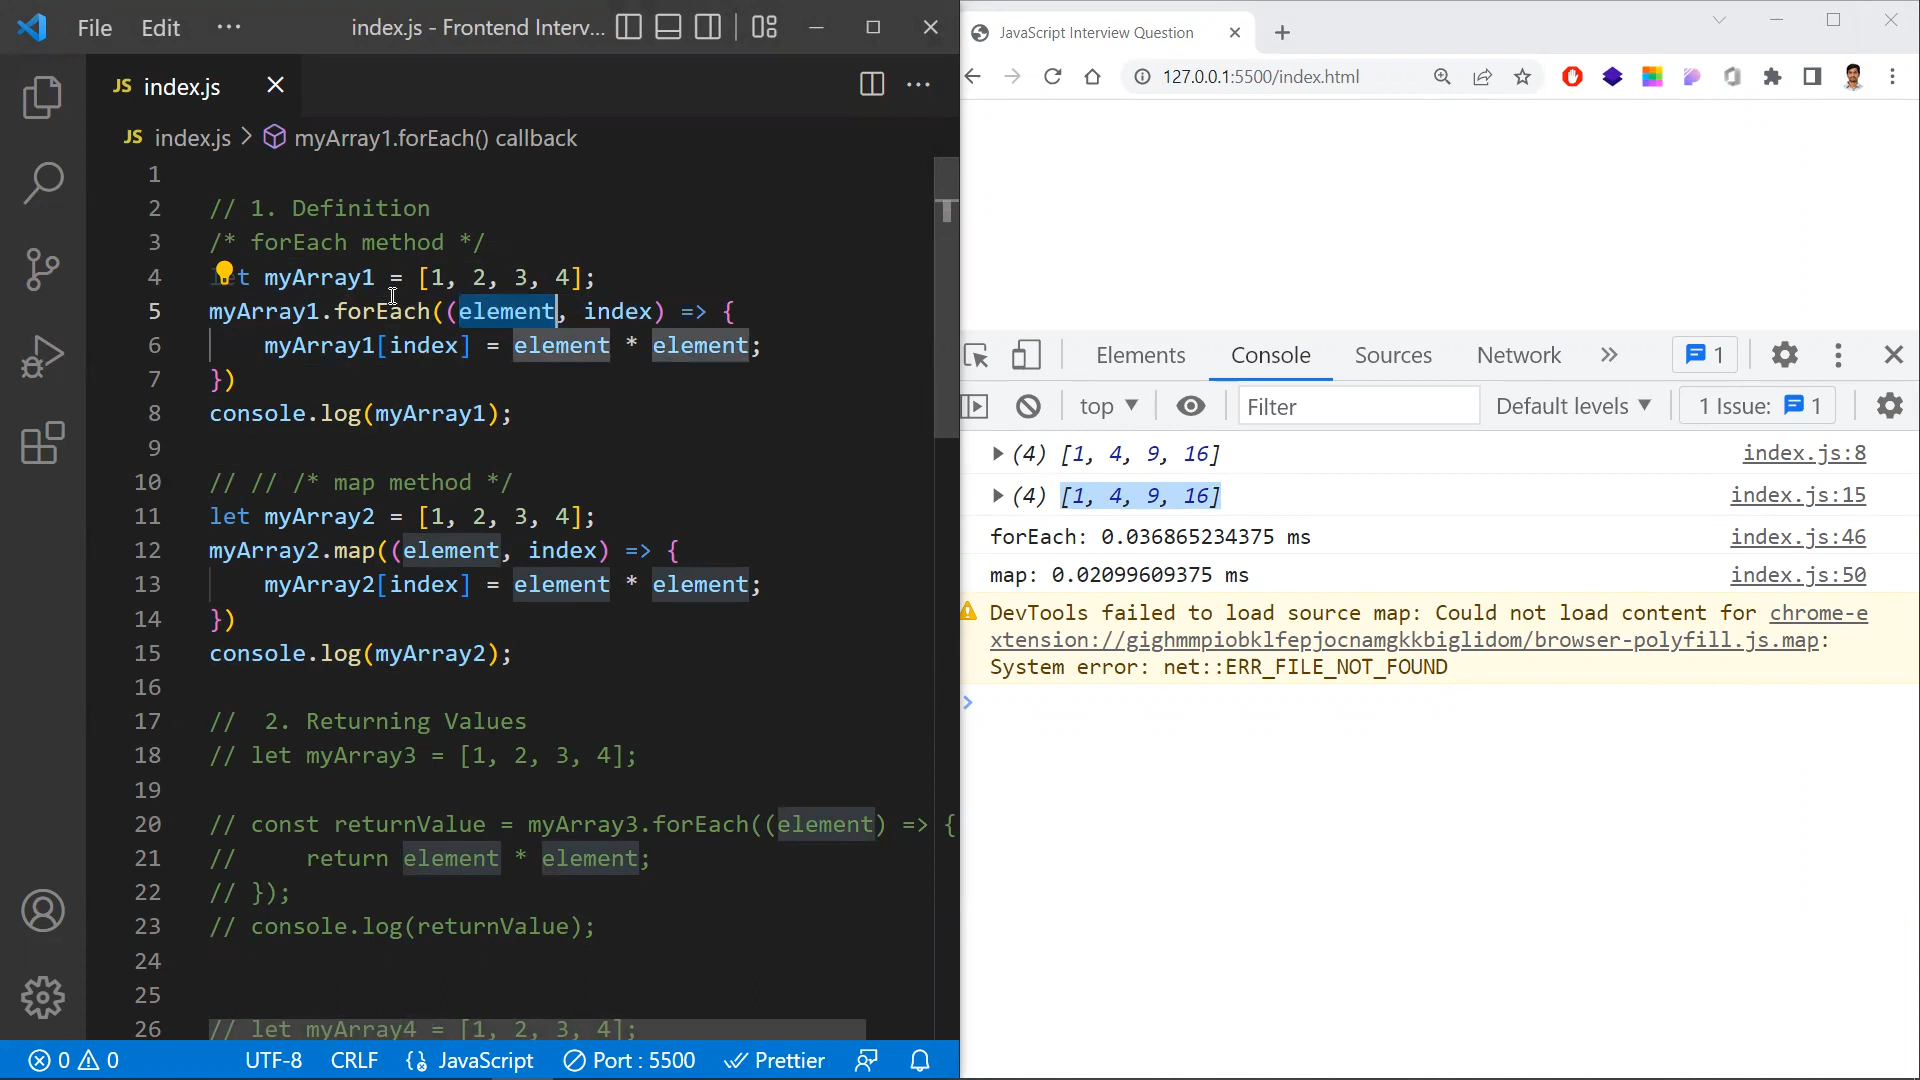 File Edit ··· index.js - Frontend Interv...
JS index.js
JS index.js > myArray1.forEach() callback
1
2 // 1. Definition
3 /* forEach method */
4 let myArray1 = [1, 2, 3, 4];
5 myArray1.forEach((element, index) => {
6 myArray1[index] = element * element;
7 })
8 console.log(myArray1);
9
10 // // /* map method */
11 let myArray2 = [1, 2, 3, 4];
12 myArray2.map((element, index) => {
13 myArray2[index] = element * element;
14 })
15 console.log(myArray2);
16
17 //  2. Returning Values
18 // let myArray3 = [1, 2, 3, 4];
19
20 // const returnValue = myArray3.forEach((element) => {
21 //     return element * element;
22 // });
23 // console.log(returnValue);
24
25
26 // let myArray4 = [1, 2, 3, 4];
0 0 UTF-8 CRLF JavaScript Port : 5500 Prettier
JavaScript Interview Question
127.0.0.1:5500/index.html
Elements Console Sources Network » 1
top Filter Default levels 1 Issue: 1
(4) [1, 4, 9, 16] index.js:8
(4) [1, 4, 9, 16] index.js:15
forEach: 0.036865234375 ms index.js:46
map: 0.02099609375 ms index.js:50
DevTools failed to load source map: Could not load content for chrome-e
xtension://gighmmpiobklfepjocnamgkkbiglidom/browser-polyfill.js.map:
System error: net::ERR_FILE_NOT_FOUND
>